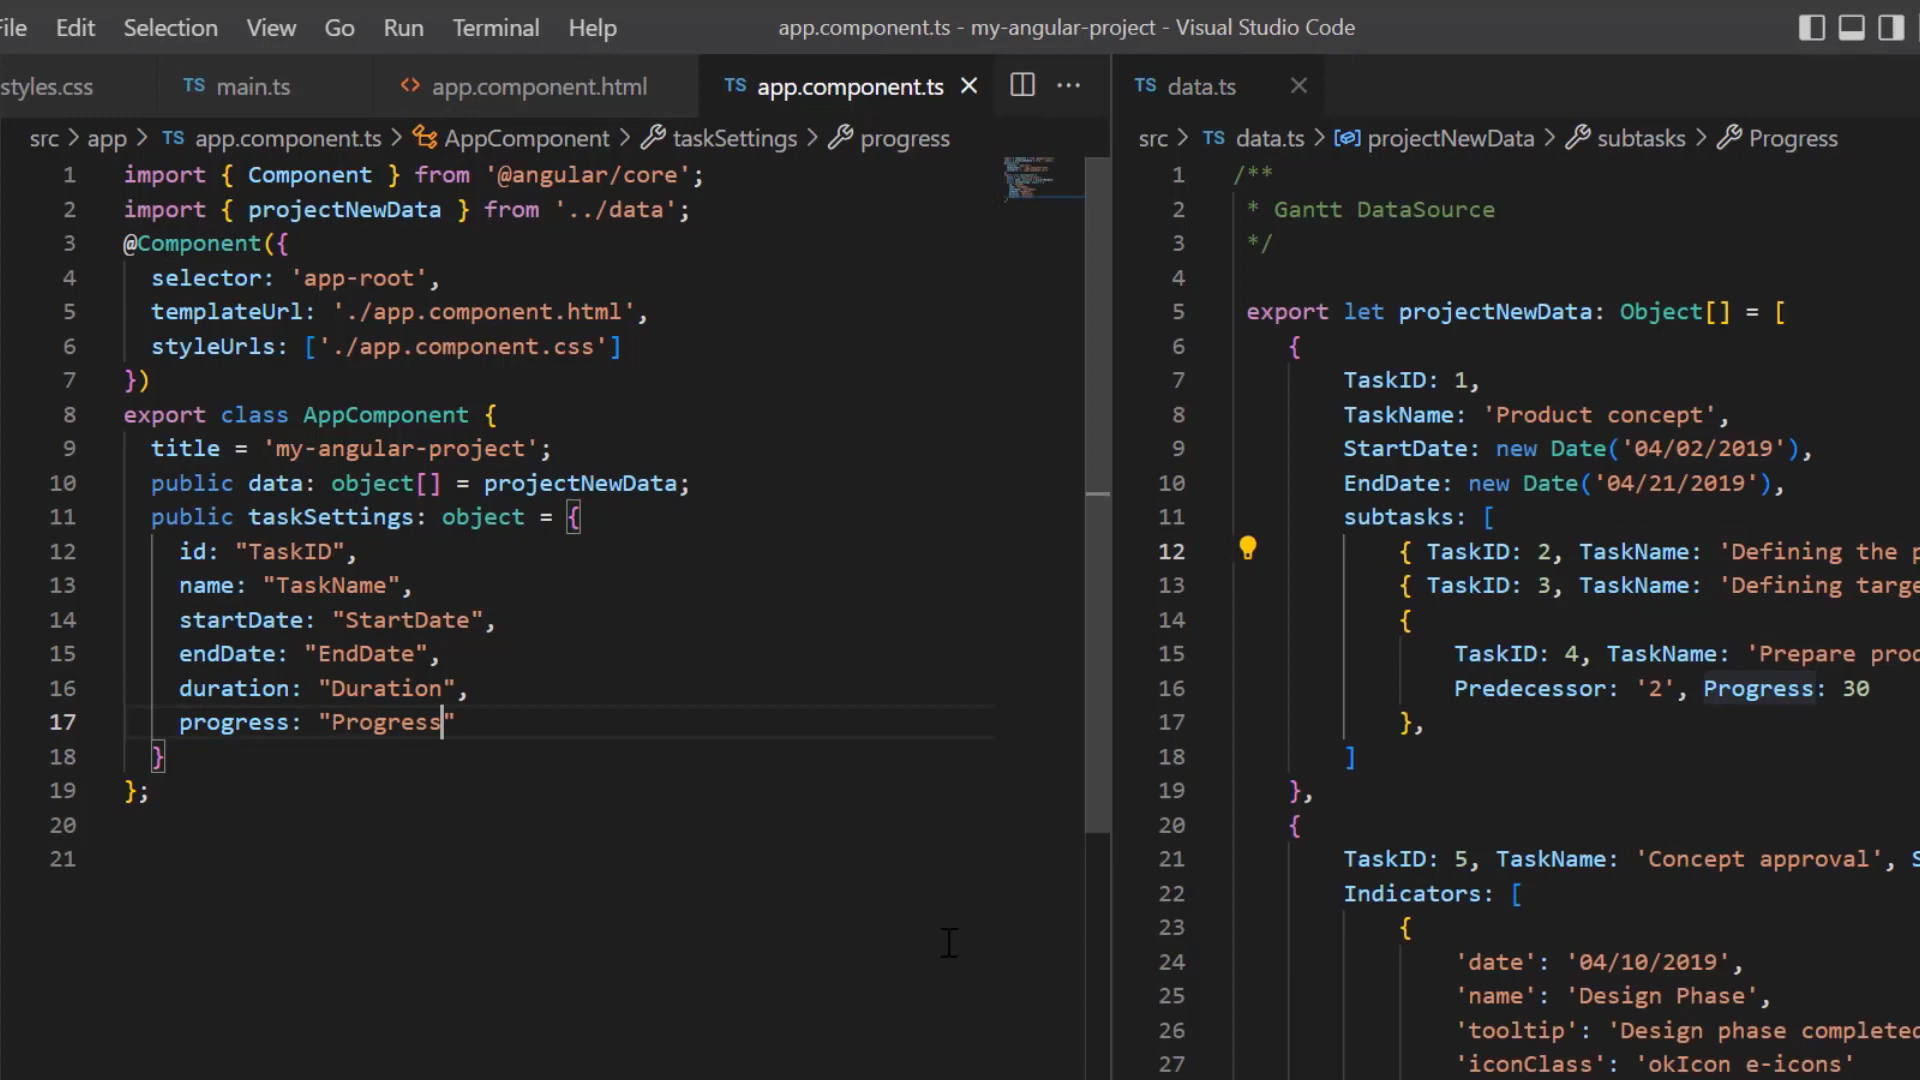 File Edit Selection View Go Run Terminal Help
app.component.ts - my-angular-project - Visual Studio Code
styles.css
TS main.ts
<> app.component.html
TS app.component.ts
src > app > TS app.component.ts > AppComponent > taskSettings > progress
1 import { Component } from '@angular/core';
2 import { projectNewData } from '../data';
3 @Component({
4 selector: 'app-root',
5 templateUrl: './app.component.html',
6 styleUrls: ['./app.component.css']
7 })
8 export class AppComponent {
9 title = 'my-angular-project';
10 public data: object[] = projectNewData;
11 public taskSettings: object = {
12 id: "TaskID",
13 name: "TaskName",
14 startDate: "StartDate",
15 endDate: "EndDate",
16 duration: "Duration",
17 progress: "Progress"
18 }
19 };
20
21
TS data.ts
src > TS data.ts > projectNewData > subtasks > Progress
1 /**
2 * Gantt DataSource
3 */
4
5 export let projectNewData: Object[] = [
6 {
7 TaskID: 1,
8 TaskName: 'Product concept',
9 StartDate: new Date('04/02/2019'),
10 EndDate: new Date('04/21/2019'),
11 subtasks: [
12 { TaskID: 2, TaskName: 'Defining the
13 { TaskID: 3, TaskName: 'Defining
14 {
15 TaskID: 4, TaskName: 'Prepare
16 Predecessor: '2', Progress: 30
17 },
18 ]
19 },
20 {
21 TaskID: 5, TaskName: 'Concept approval',
22 Indicators: [
23 {
24 'date': '04/10/2019',
25 'name': 'Design Phase',
26 'tooltip': 'Design phase completed
27 'iconClass': 'okIcon e-icons'